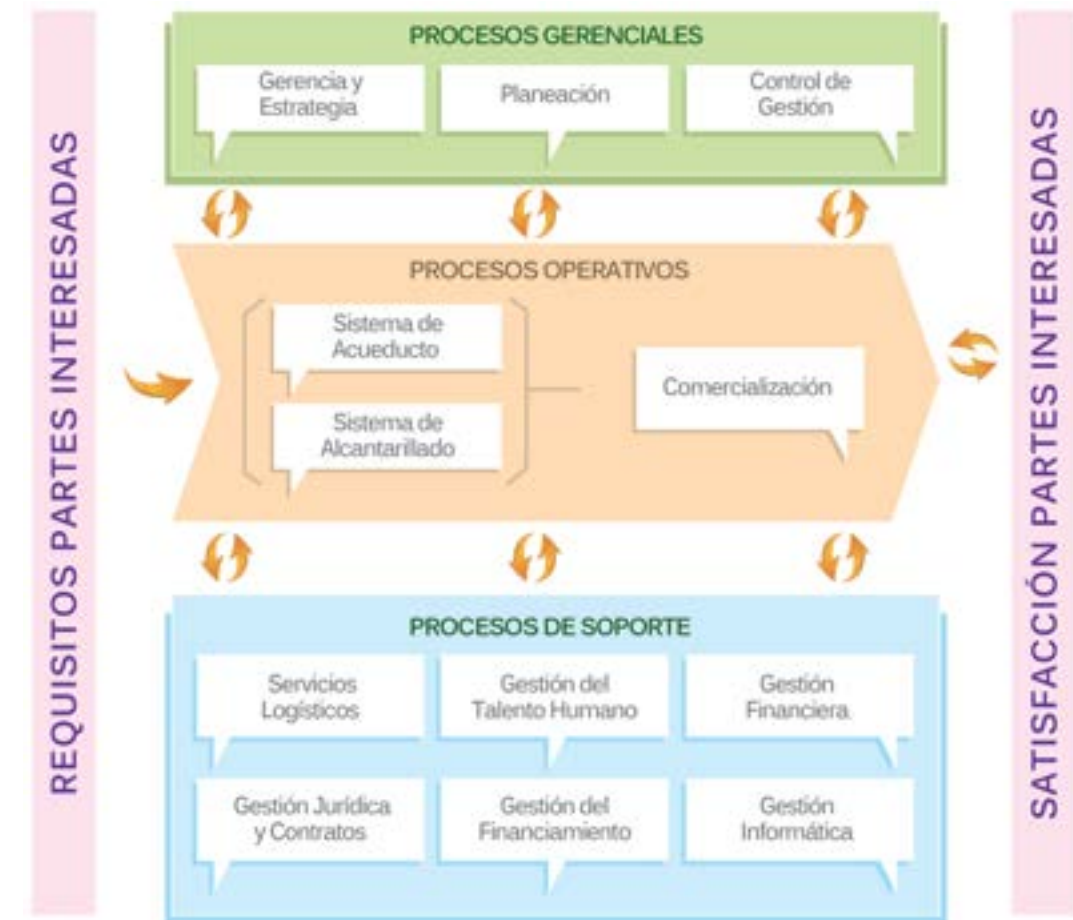 REQUISITOS PARTES INTERESADAS
PROCESOS GERENCIALES
Gerencia y
Estrategia
Planeación
Control de
Gestión
PROCESOS OPERATIVOS
Sistema de
Acueducto
Sistema de
Alcantarillado
Comercialización
PROCESOS DE SOPORTE
Servicios
Logísticos
Gestión del
Talento Humano
Gestión
Financiera
Gestión Jurídica
y Contratos
Gestión del
Financiamiento
Gestión
Informática
SATISFACCIÓN PARTES INTERESADAS